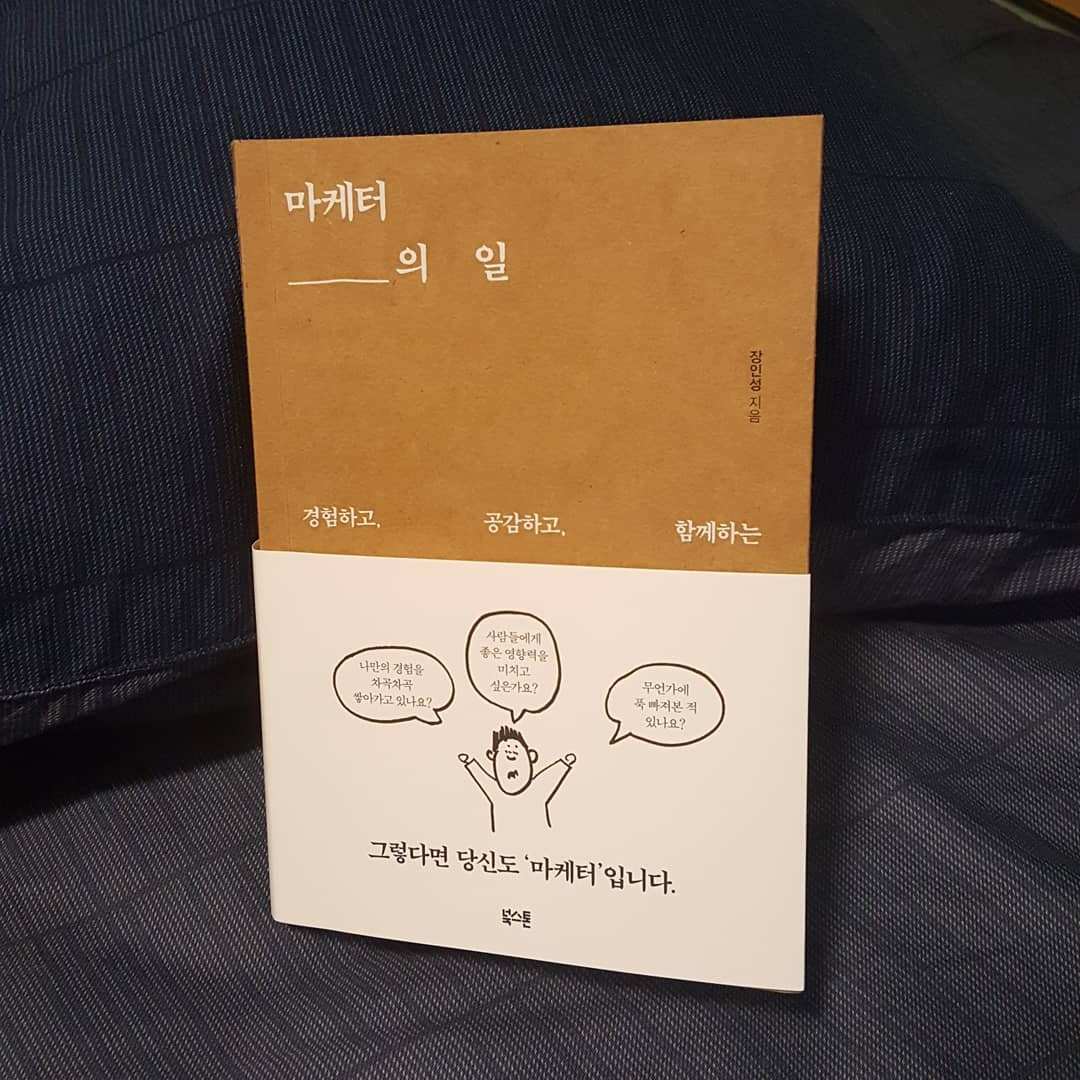 마케터
의 일
장인성 지음
경험하고, 공감하고, 함께하는
나만의 경험을
차곡차곡
쌓아가고 있나요?
사람들에게
좋은 영향력을
미치고
싶은가요?
무언가에
푹 빠져본 적
있나요?
그렇다면 당신도 ‘마케터’입니다.
북스톤